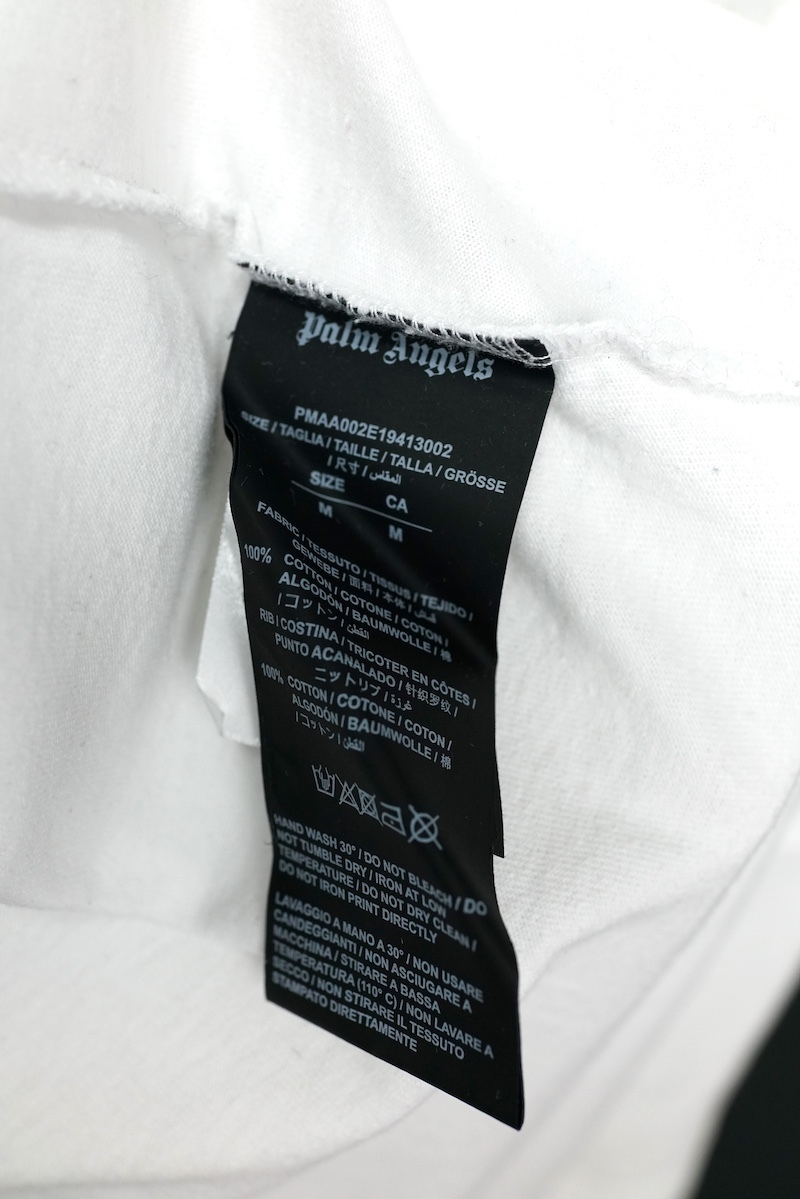 Palm Angels
PMAA002E19413002
SIZE / TAGLIA / TAILLE / TALLA / GRÖSSE
/ 尺寸 / المقاس
SIZE CA
M M
FABRIC / TESSUTO / TISSUS / TEJIDO /
GEWEBE / 面料 / 本体 / قماش
100% COTTON / COTONE / COTON /
ALGODÓN / BAUMWOLLE / 棉
/ コットン / القطن
RIB / COSTINA / TRICOTER EN CÔTES /
PUNTO ACANALADO / 针织罗纹 /
ニットリブ / غرزة
100% COTTON / COTONE / COTON /
ALGODÓN / BAUMWOLLE / 棉
/ コットン / القطن
HAND WASH 30° / DO NOT BLEACH / DO
NOT TUMBLE DRY / IRON AT LOW
TEMPERATURE / DO NOT DRY CLEAN /
DO NOT IRON PRINT DIRECTLY
LAVAGGIO A MANO A 30° / NON USARE
CANDEGGIANTI / NON ASCIUGARE A
MACCHINA / STIRARE A BASSA
TEMPERATURA (110° C) / NON LAVARE A
SECCO / NON STIRARE IL TESSUTO
STAMPATO DIRETTAMENTE